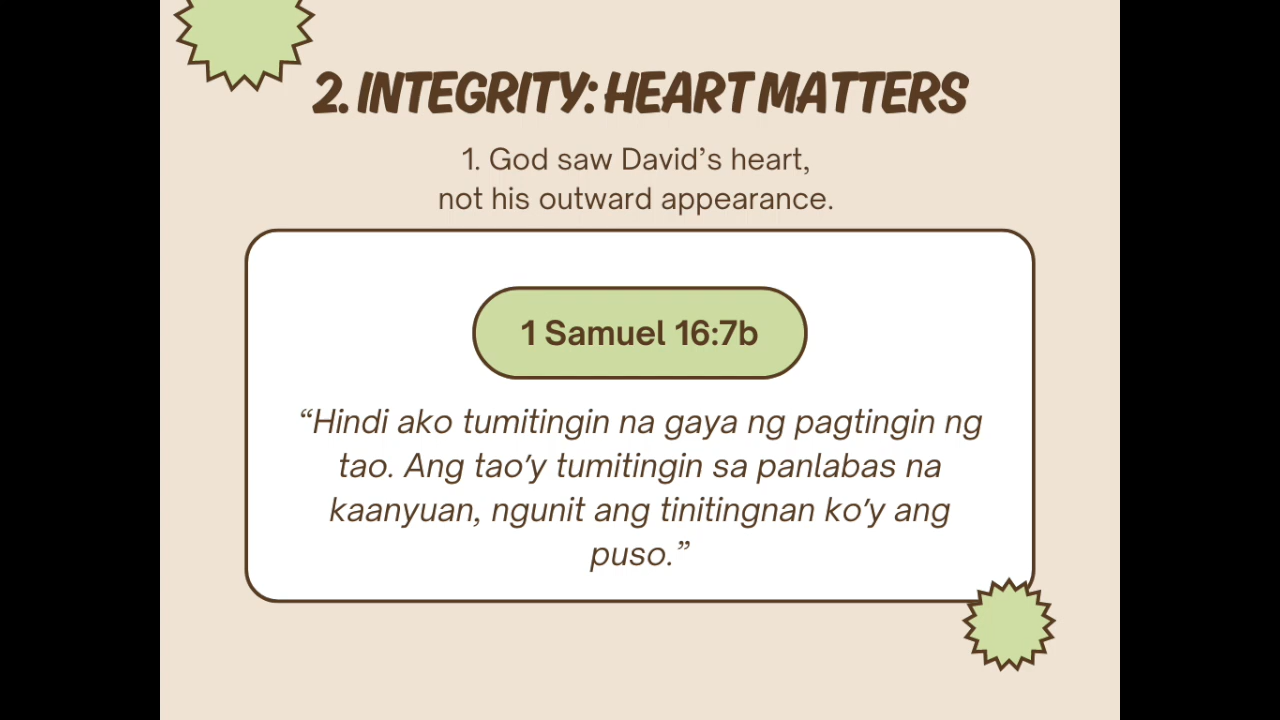 2. INTEGRITY: HEART MATTERS
1. God saw David’s heart,
not his outward appearance.
1 Samuel 16:7b
“Hindi ako tumitingin na gaya ng pagtingin ng
tao. Ang tao’y tumitingin sa panlabas na
kaanyuan, ngunit ang tinitingnan ko’y ang
puso.”